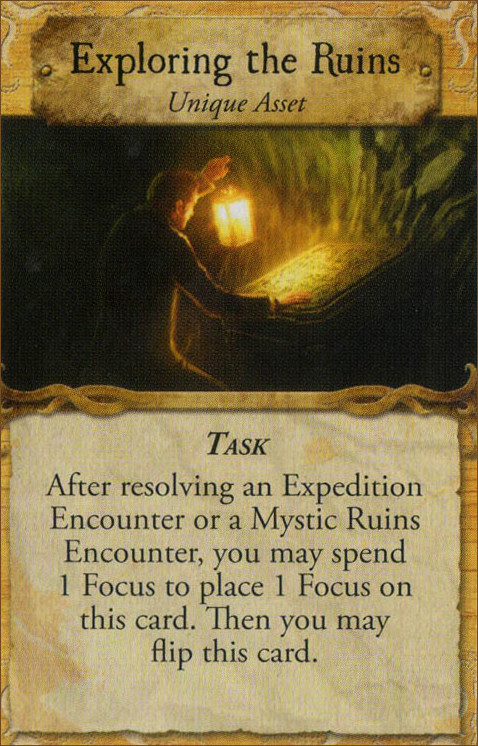 Exploring the Ruins
Unique Asset
TASK
After resolving an Expedition
Encounter or a Mystic Ruins
Encounter, you may spend
1 Focus to place 1 Focus on
this card. Then you may
flip this card.